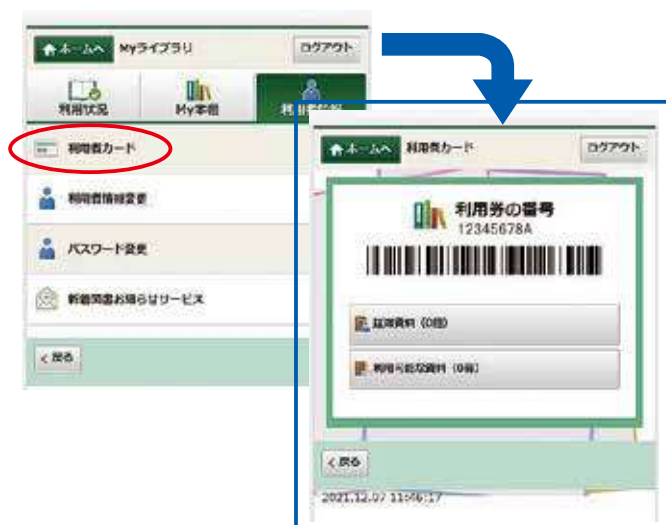 ホームへ Myライブラリ ログアウト
利用状況 My本棚 利用者情報
利用者カード
利用者情報変更
パスワード変更
新着図書お知らせサービス
< 戻る
ホームへ 利用者カード ログアウト
利用券の番号
12345678A
延滞資料 (0冊)
利用可能な資料 (0冊)
< 戻る
2021.12.07 11:46:17